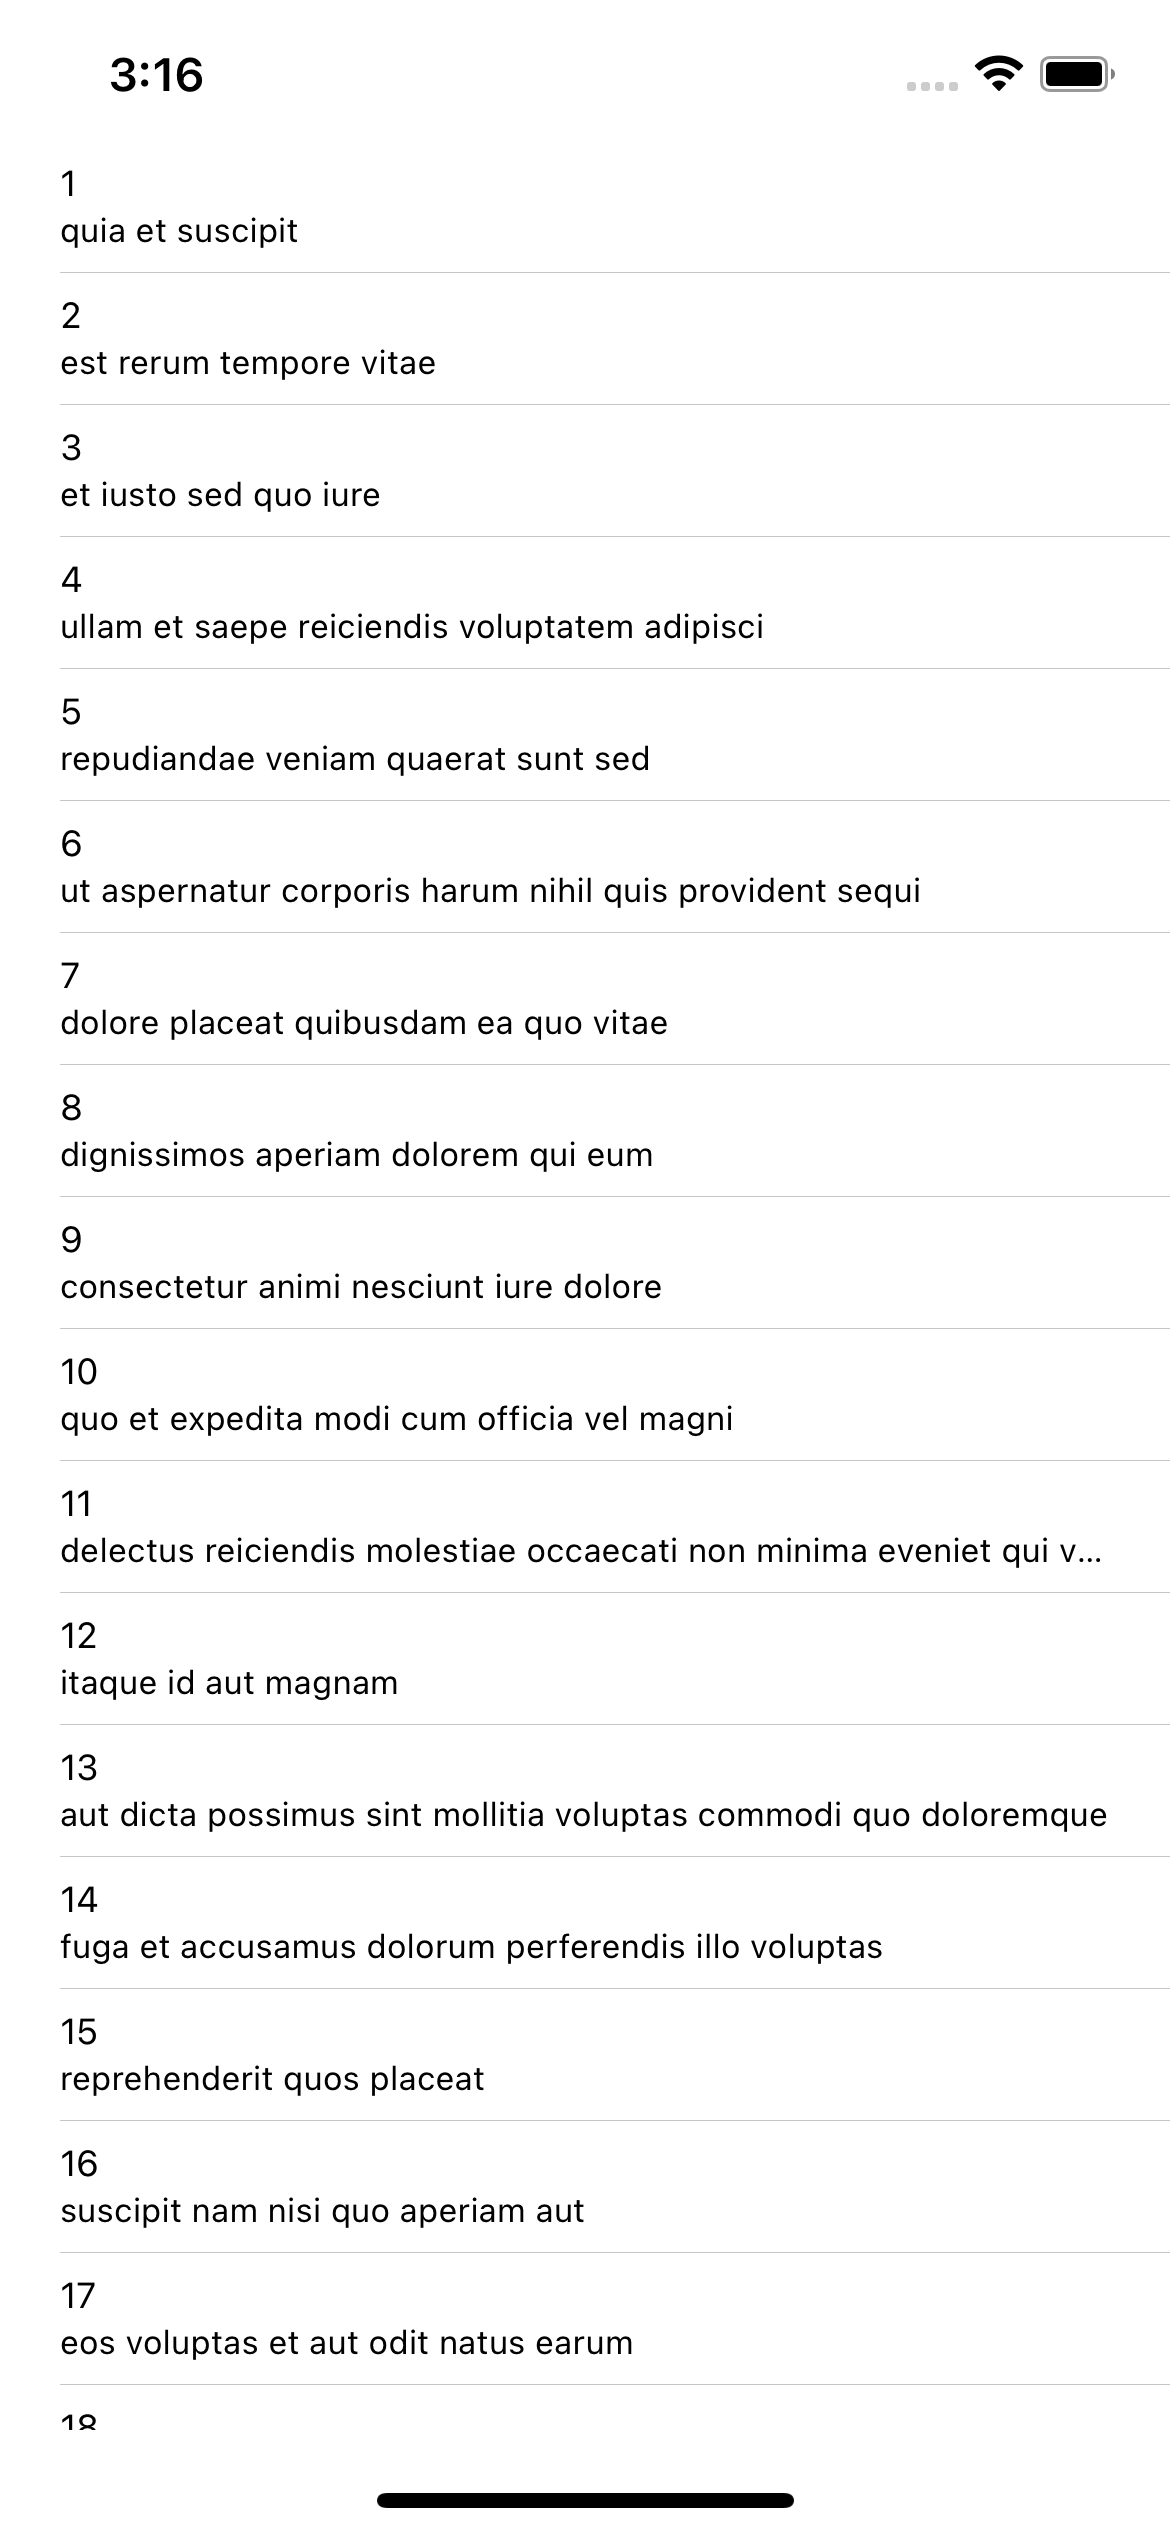 3:16
1
quia et suscipit
2
est rerum tempore vitae
3
et iusto sed quo iure
4
ullam et saepe reiciendis voluptatem adipisci
5
repudiandae veniam quaerat sunt sed
6
ut aspernatur corporis harum nihil quis provident sequi
7
dolore placeat quibusdam ea quo vitae
8
dignissimos aperiam dolorem qui eum
9
consectetur animi nesciunt iure dolore
10
quo et expedita modi cum officia vel magni
11
delectus reiciendis molestiae occaecati non minima eveniet qui v...
12
itaque id aut magnam
13
aut dicta possimus sint mollitia voluptas commodi quo doloremque
14
fuga et accusamus dolorum perferendis illo voluptas
15
reprehenderit quos placeat
16
suscipit nam nisi quo aperiam aut
17
eos voluptas et aut odit natus earum
18